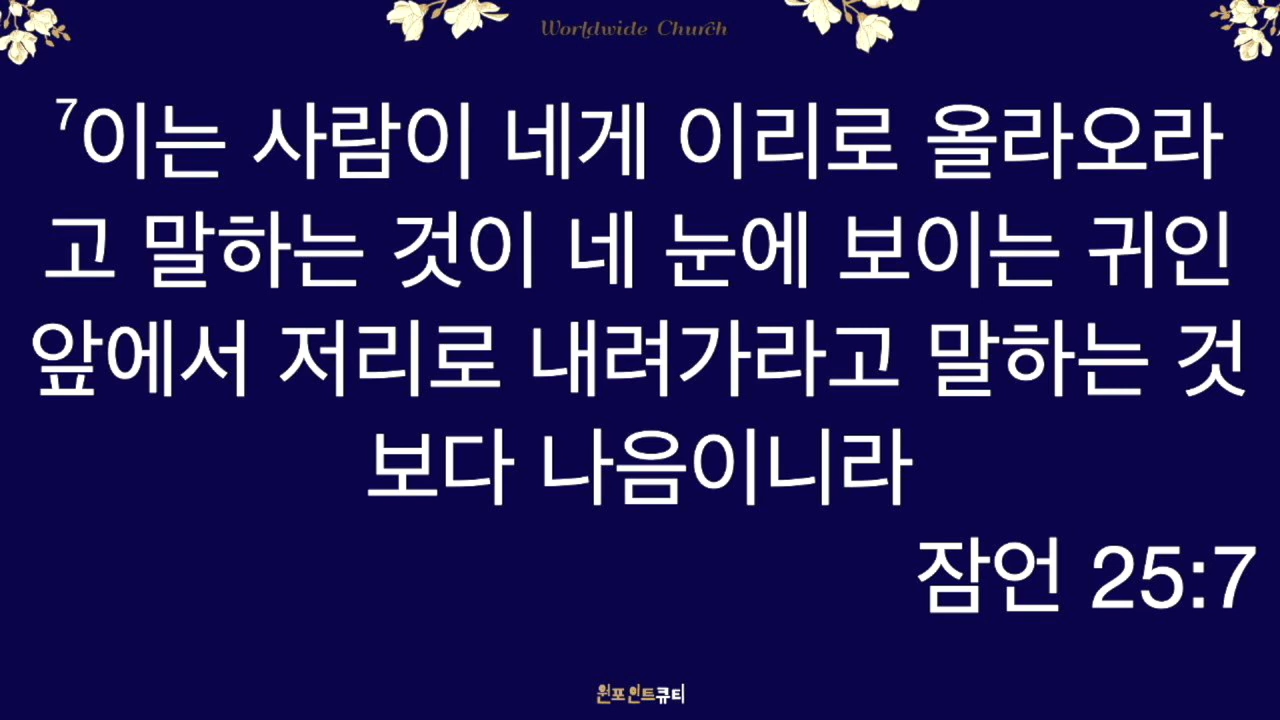 Worldwide Church
7이는 사람이 네게 이리로 올라오라
고 말하는 것이 네 눈에 보이는 귀인
앞에서 저리로 내려가라고 말하는 것
보다 나음이니라
잠언 25:7
원포인트큐티